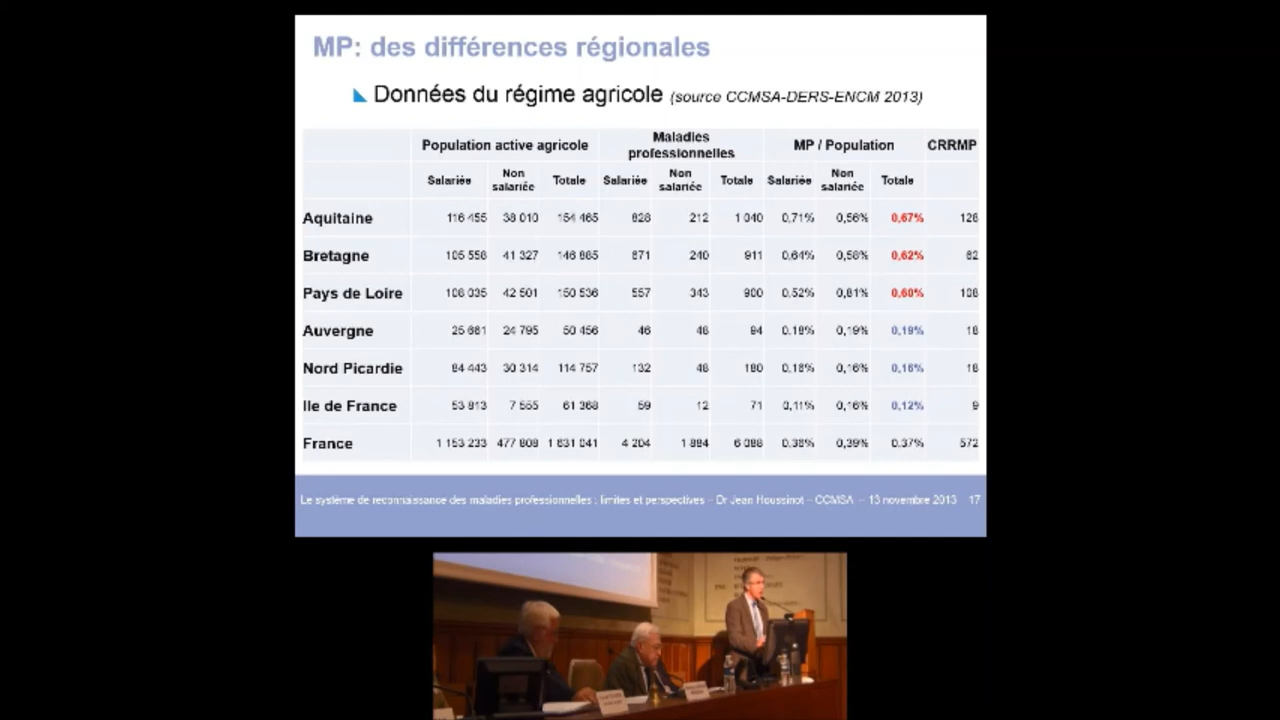 MP: des différences régionales
Données du régime agricole (source CCMSA-DERS-ENCM 2013)
Population active agricole Maladies professionnelles MP / Population CRRMP
Salariée Non salariée Totale Salariée Non salariée Totale Salariée Non salariée Totale
Aquitaine 116 455 38 010 154 465 828 212 1 040 0,71% 0,56% 0,67% 126
Bretagne 105 558 41 327 146 885 671 240 911 0,64% 0,58% 0,62% 62
Pays de Loire 108 035 42 501 150 536 557 343 900 0,52% 0,81% 0,60% 108
Auvergne 25 661 24 795 50 456 46 48 94 0,18% 0,19% 0,19% 18
Nord Picardie 84 443 30 314 114 757 132 48 180 0,16% 0,16% 0,16% 18
Ile de France 53 813 7 555 61 368 59 12 71 0,11% 0,16% 0,12% 9
France 1 153 233 477 808 1 631 041 4 204 1 884 6 088 0,36% 0,39% 0,37% 572
Le système de reconnaissance des maladies professionnelles : limites et perspectives – Dr Jean Houssinot – CCMSA – 13 novembre 2013 17